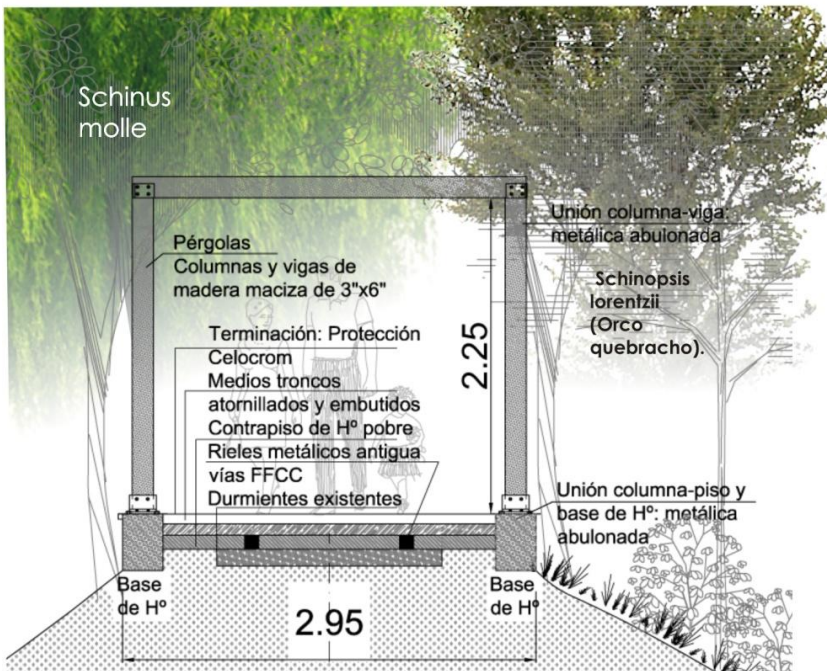 Schinus
molle
Pérgolas
Columnas y vigas de
madera maciza de 3"x6"
Unión columna-viga:
metálica abulonada
Schinopsis
lorentzii
(Orco
quebracho).
2.25
Terminación: Protección
Celocrom
Medios troncos
atornillados y embutidos
Contrapiso de Hº pobre
Rieles metálicos antigua
vías FFCC
Durmientes existentes
Unión columna-piso y
base de Hº: metálica
abulonada
Base
de Hº
2.95
Base
de Hº